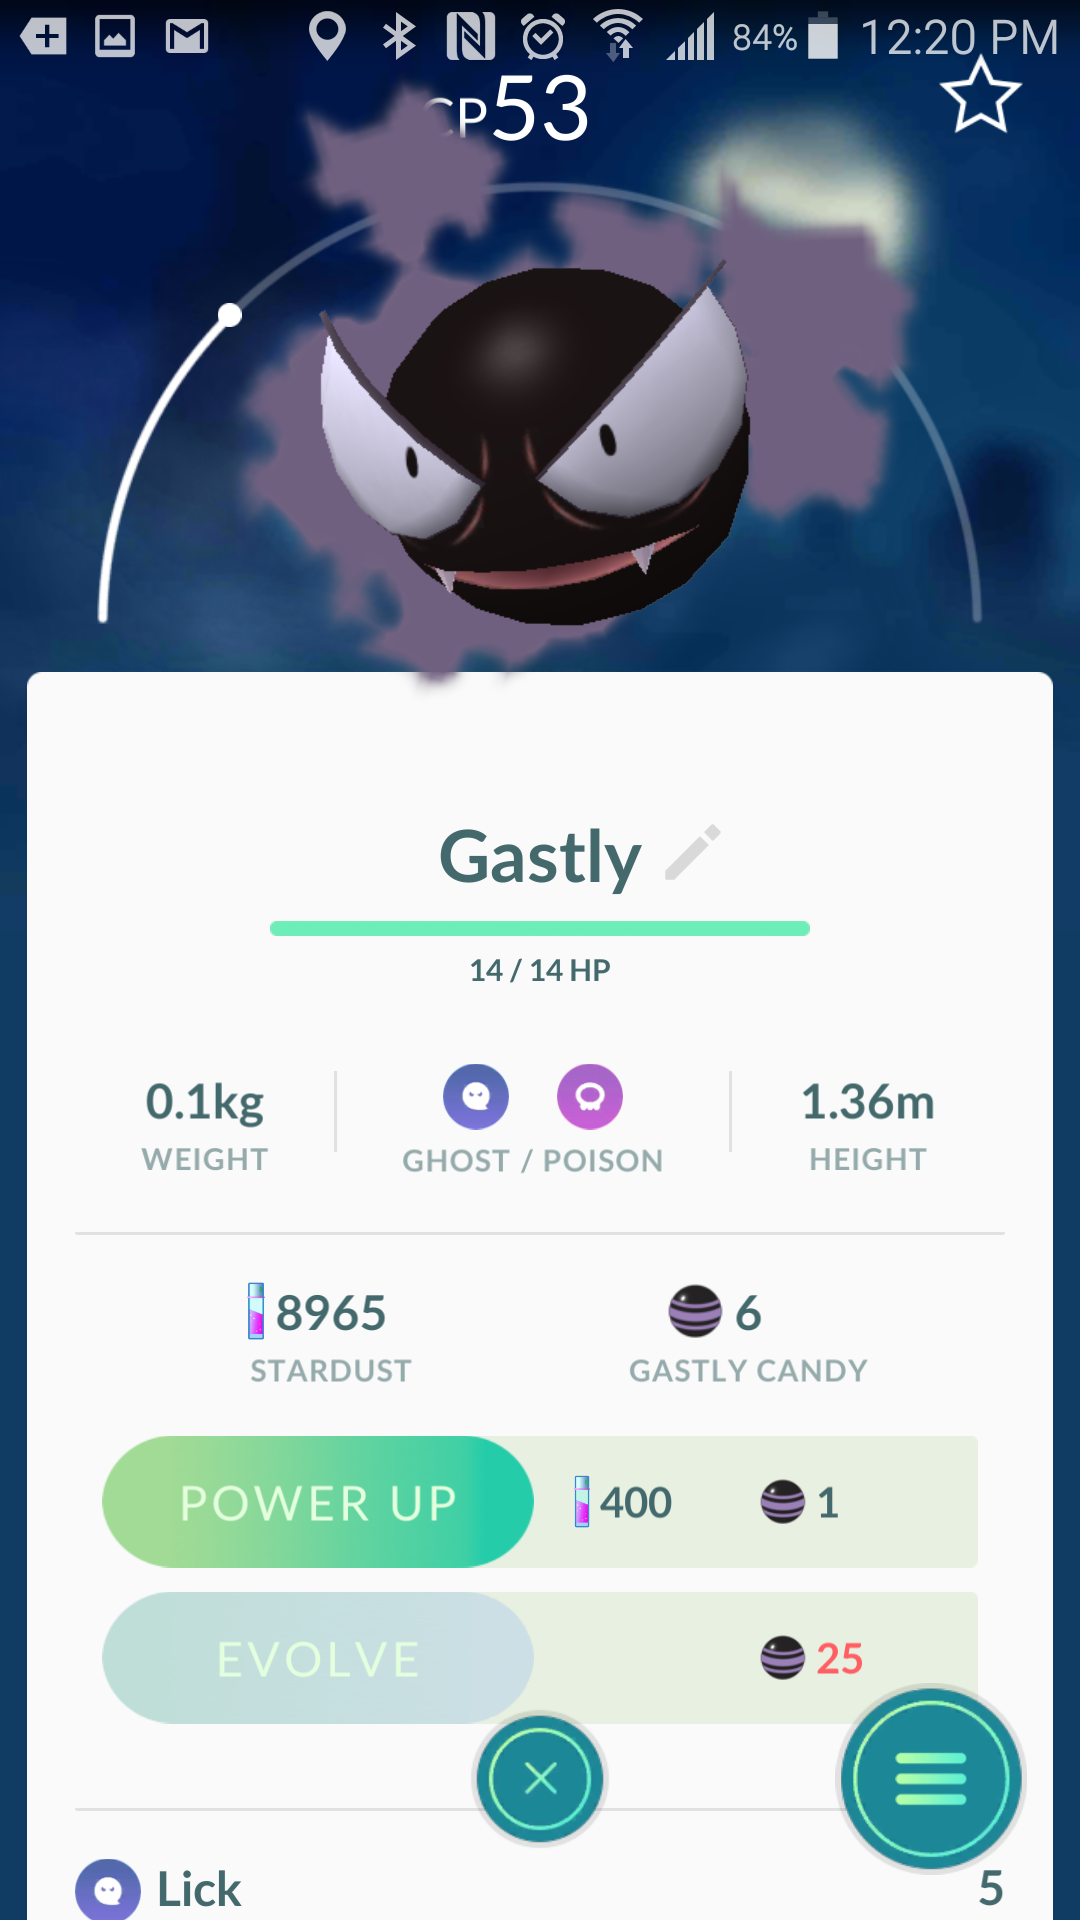 84% 12:20 PM
CP53
Gastly
14 / 14 HP
0.1kg
WEIGHT
GHOST / POISON
1.36m
HEIGHT
8965
STARDUST
6
GASTLY CANDY
POWER UP 400 1
EVOLVE 25
Lick 5